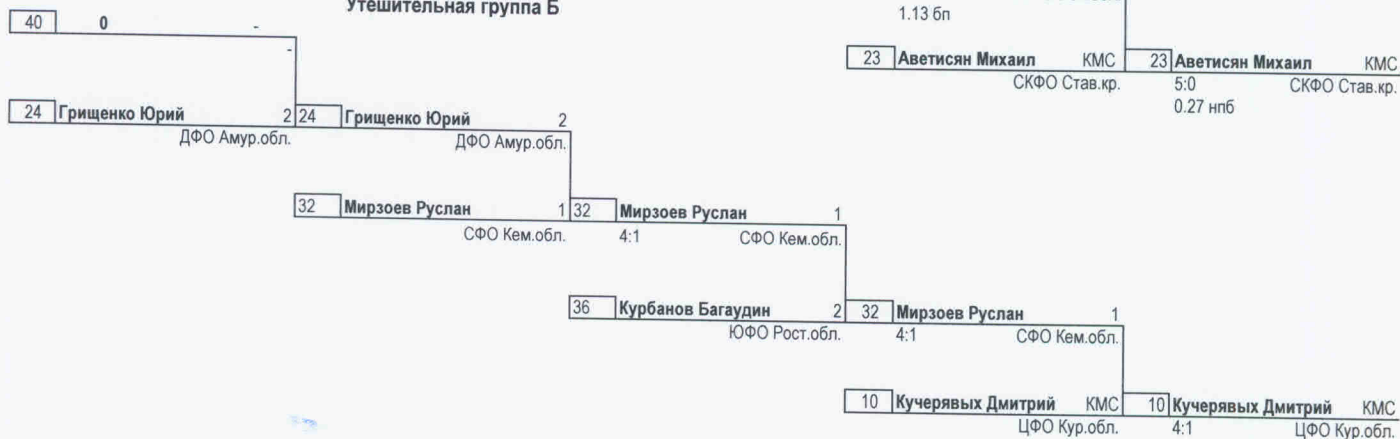 Утешительная группа Б
1.13 бп
40 0 -
-
23 Аветисян Михаил КМС 23 Аветисян Михаил КМС
СКФО Став.кр. 5:0 СКФО Став.кр.
0.27 нпб
24 Грищенко Юрий 2 24 Грищенко Юрий 2
ДФО Амур.обл. ДФО Амур.обл.
32 Мирзоев Руслан 1 32 Мирзоев Руслан 1
СФО Кем.обл. 4:1 СФО Кем.обл.
36 Курбанов Багаудин 2 32 Мирзоев Руслан 1
ЮФО Рост.обл. 4:1 СФО Кем.обл.
10 Кучерявых Дмитрий КМС 10 Кучерявых Дмитрий КМС
ЦФО Кур.обл. 4:1 ЦФО Кур.обл.